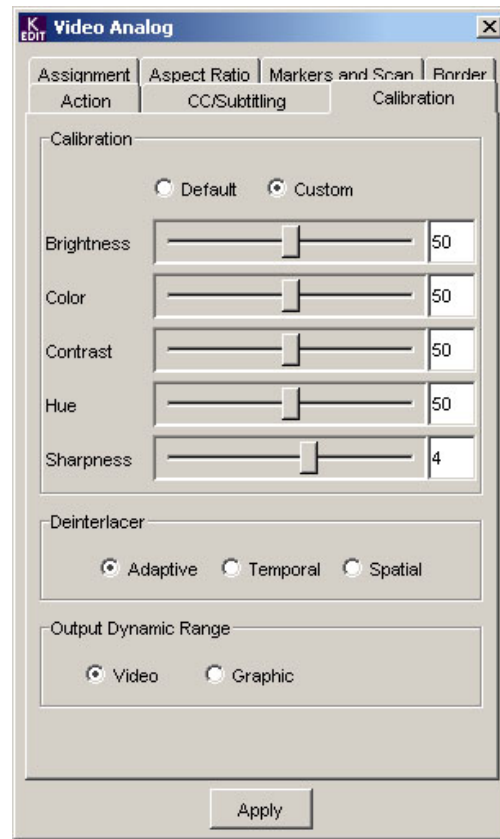 K EDIT Video Analog
Assignment Aspect Ratio Markers and Scan Border
Action CC/Subtitling Calibration
Calibration
Default Custom
Brightness 50
Color 50
Contrast 50
Hue 50
Sharpness 4
Deinterlacer
Adaptive Temporal Spatial
Output Dynamic Range
Video Graphic
Apply